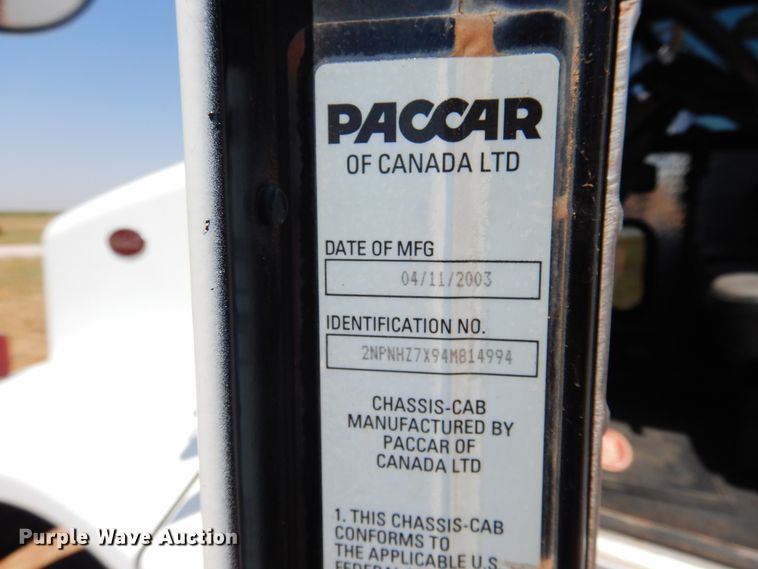 PACCAR
OF CANADA LTD
DATE OF MFG
04/11/2003
IDENTIFICATION NO.
2NPNHZ7X94M814994
CHASSIS-CAB
MANUFACTURED BY
PACCAR OF
CANADA LTD
1. THIS CHASSIS-CAB
CONFORMS TO
THE APPLICABLE U.S
FEDERAL
Purple Wave Auction